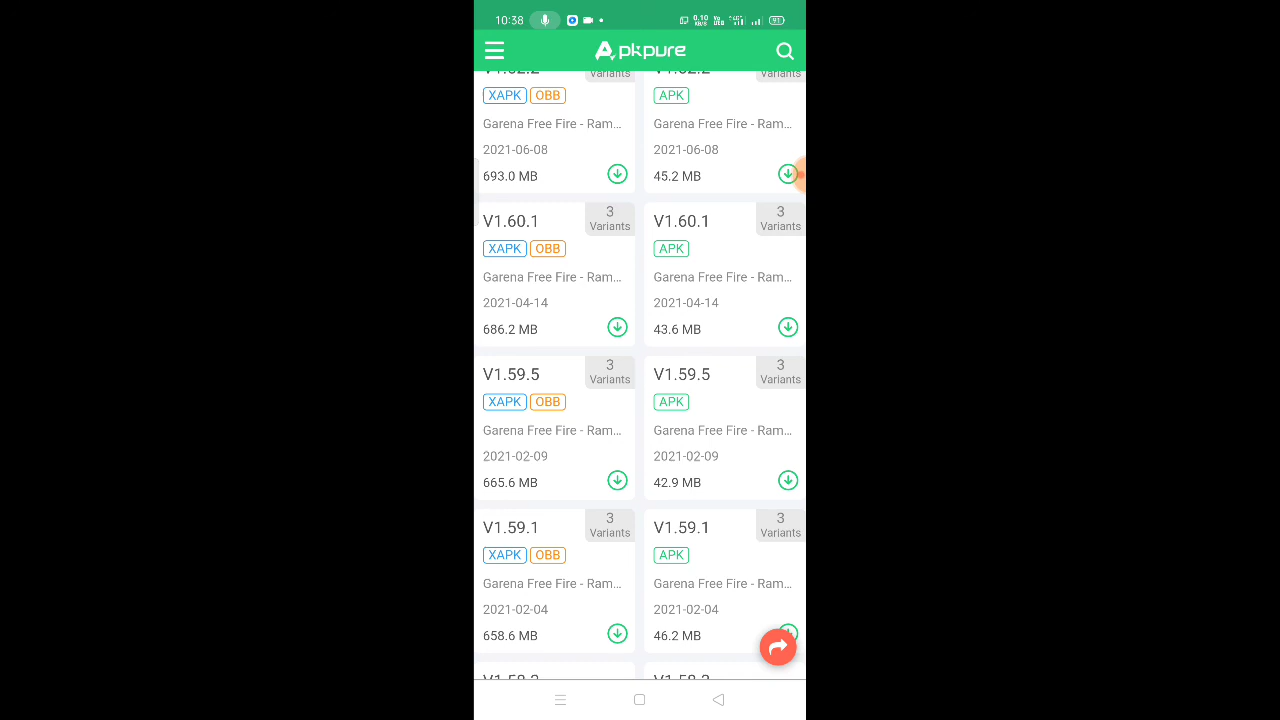 10:38 0.10 KB/S 91
Apkpure
Variants Variants
XAPK OBB APK
Garena Free Fire - Ram... Garena Free Fire - Ram...
2021-06-08 2021-06-08
693.0 MB 45.2 MB
V1.60.1 3 Variants V1.60.1 3 Variants
XAPK OBB APK
Garena Free Fire - Ram... Garena Free Fire - Ram...
2021-04-14 2021-04-14
686.2 MB 43.6 MB
V1.59.5 3 Variants V1.59.5 3 Variants
XAPK OBB APK
Garena Free Fire - Ram... Garena Free Fire - Ram...
2021-02-09 2021-02-09
665.6 MB 42.9 MB
V1.59.1 3 Variants V1.59.1 3 Variants
XAPK OBB APK
Garena Free Fire - Ram... Garena Free Fire - Ram...
2021-02-04 2021-02-04
658.6 MB 46.2 MB